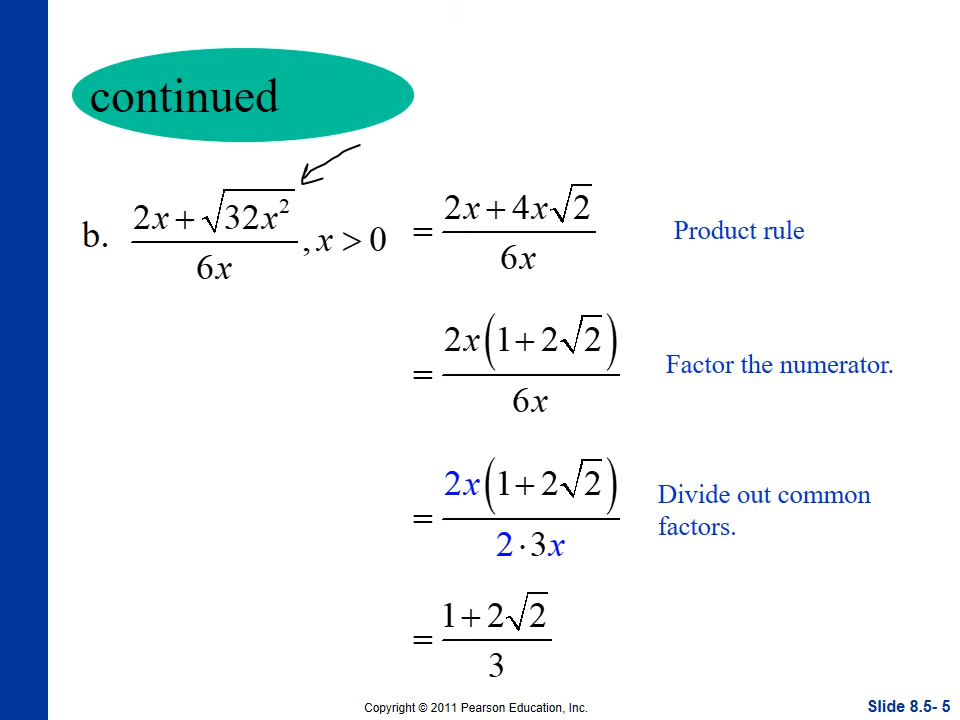 continued
b. (2x + √(32x²))/(6x), x > 0
= (2x + 4x√2)/(6x) Product rule
= (2x(1 + 2√2))/(6x) Factor the numerator.
= (2x(1 + 2√2))/(2 · 3x) Divide out common
factors.
= (1 + 2√2)/3
Copyright © 2011 Pearson Education, Inc. Slide 8.5- 5